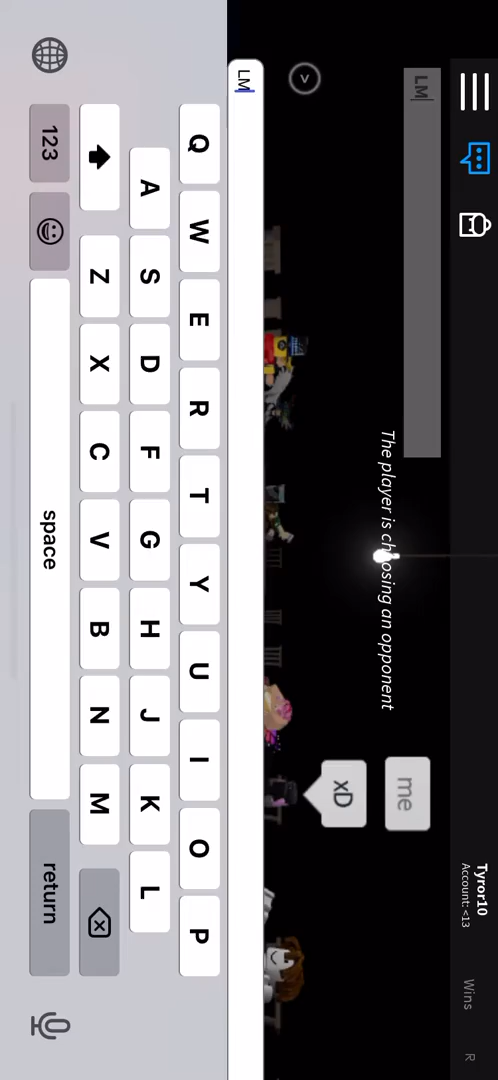 Tyror10
Account: <13
Wins
R
LM
The player is choosing an opponent
me
xD
LM
Q W E R T Y U I O P
A S D F G H J K L
Z X C V B N M
123
space
return